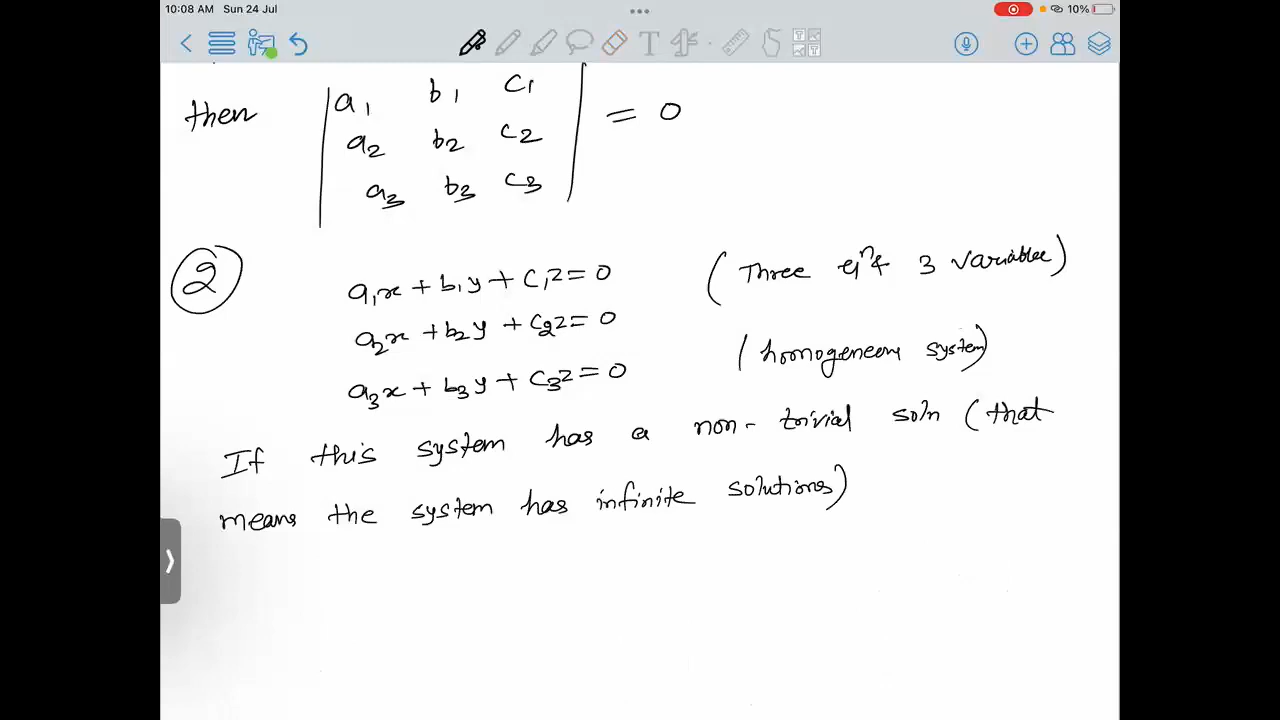 10:08 AM Sun 24 Jul
10%
then | a1 b1 c1 |
| a2 b2 c2 | = 0
| a3 b3 c3 |
2
a1x + b1y + c1z = 0 (Three eqn & 3 variables)
a2x + b2y + c2z = 0
(homogeneous system)
a3x + b3y + c3z = 0
If this system has a non-trivial soln (that
means the system has infinite solutions)